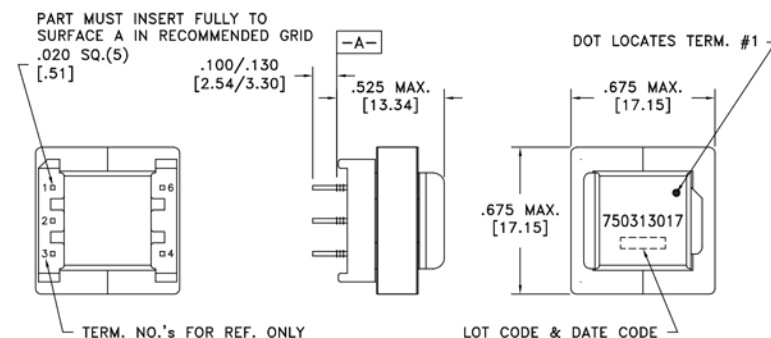 PART MUST INSERT FULLY TO
SURFACE A IN RECOMMENDED GRID
.020 SQ.(5)
[.51]
-A-
.100/.130
[2.54/3.30]
.525 MAX.
[13.34]
DOT LOCATES TERM. #1
.675 MAX.
[17.15]
1
6
2
3
4
.675 MAX.
[17.15]
750313017
TERM. NO.'s FOR REF. ONLY
LOT CODE & DATE CODE